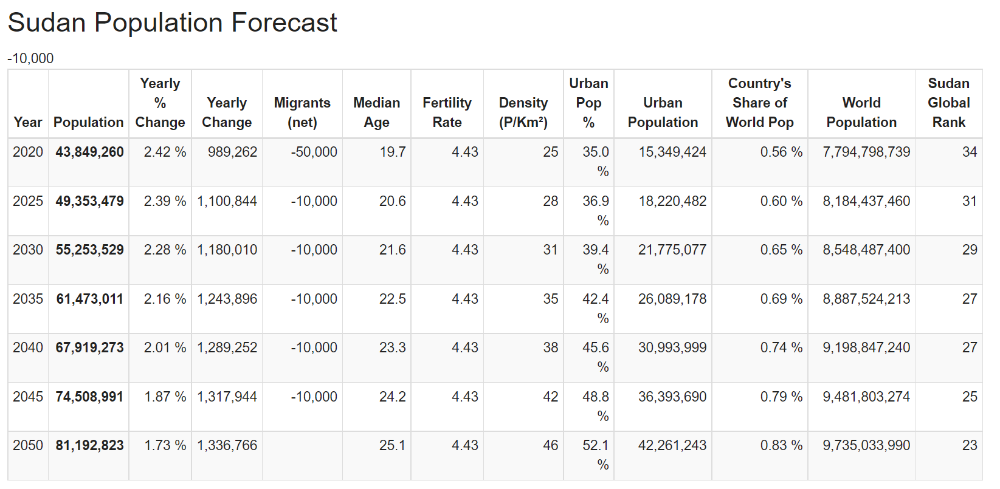 Sudan Population Forecast
-10,000
Year Population Yearly % Change Yearly Change Migrants (net) Median Age Fertility Rate Density (P/Km²) Urban Pop % Urban Population Country's Share of World Pop World Population Sudan Global Rank
2020 43,849,260 2.42 % 989,262 -50,000 19.7 4.43 25 35.0 % 15,349,424 0.56 % 7,794,798,739 34
2025 49,353,479 2.39 % 1,100,844 -10,000 20.6 4.43 28 36.9 % 18,220,482 0.60 % 8,184,437,460 31
2030 55,253,529 2.28 % 1,180,010 -10,000 21.6 4.43 31 39.4 % 21,775,077 0.65 % 8,548,487,400 29
2035 61,473,011 2.16 % 1,243,896 -10,000 22.5 4.43 35 42.4 % 26,089,178 0.69 % 8,887,524,213 27
2040 67,919,273 2.01 % 1,289,252 -10,000 23.3 4.43 38 45.6 % 30,993,999 0.74 % 9,198,847,240 27
2045 74,508,991 1.87 % 1,317,944 -10,000 24.2 4.43 42 48.8 % 36,393,690 0.79 % 9,481,803,274 25
2050 81,192,823 1.73 % 1,336,766 25.1 4.43 46 52.1 % 42,261,243 0.83 % 9,735,033,990 23